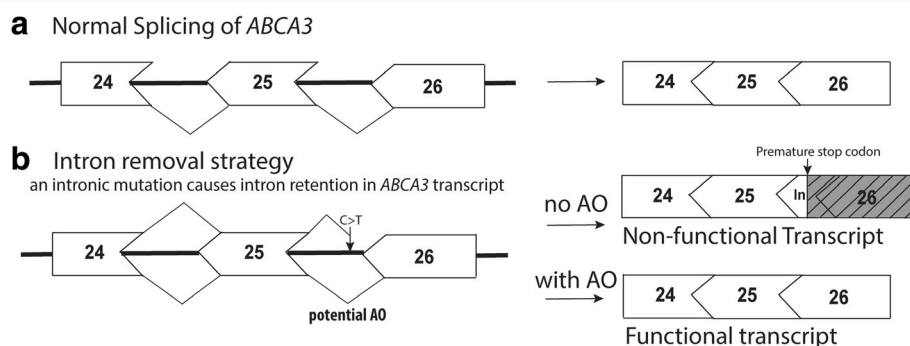 a Normal Splicing of ABCA3
24 25 26 24 25 26
b Intron removal strategy
an intronic mutation causes intron retention in ABCA3 transcript
Premature stop codon
C>T
24 25 26
potential AO
no AO
24 25 In 26
Non-functional Transcript
with AO
24 25 26
Functional transcript